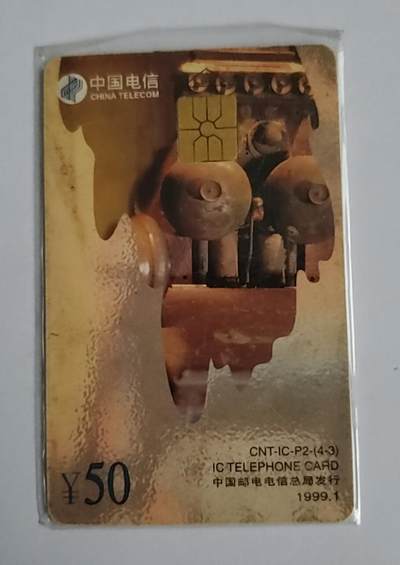 中国电信
CHINA TELECOM
CNT-IC-P2-(4-3)
IC TELEPHONE CARD
中国邮电电信总局发行
1999.1
¥50